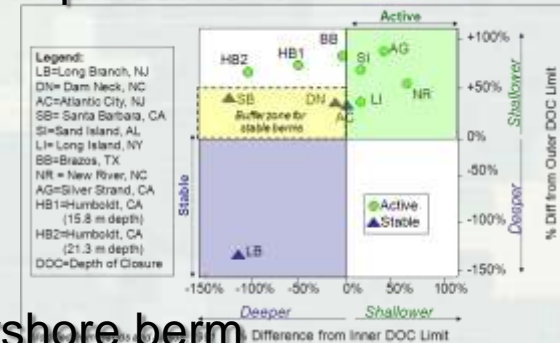 Active
Legend:
LB=Long Branch, NJ
DN= Dam Neck, NC
AC=Atlantic City, NJ
SB= Santa Barbara, CA
SI=Sand Island, AL
LI= Long Island, NY
BB=Brazos, TX
NR = New River, NC
AG=Silver Strand, CA
HB1=Humboldt, CA
(15.8 m depth)
HB2=Humboldt, CA
(21.3 m depth)
DOC=Depth of Closure
HB2
HB1
BB
SI
AG
NR
LI
SB
DN
AC
Buffer zone for
stable berms
LB
Active
Stable
Stable
+100%
+50%
0%
-50%
-100%
-150%
Shallower
Deeper
% Diff from Outer DOC Limit
-150% -100% -50% 0% 50% 100%
Deeper
Shallower
% Difference from Inner DOC Limit
shore berm